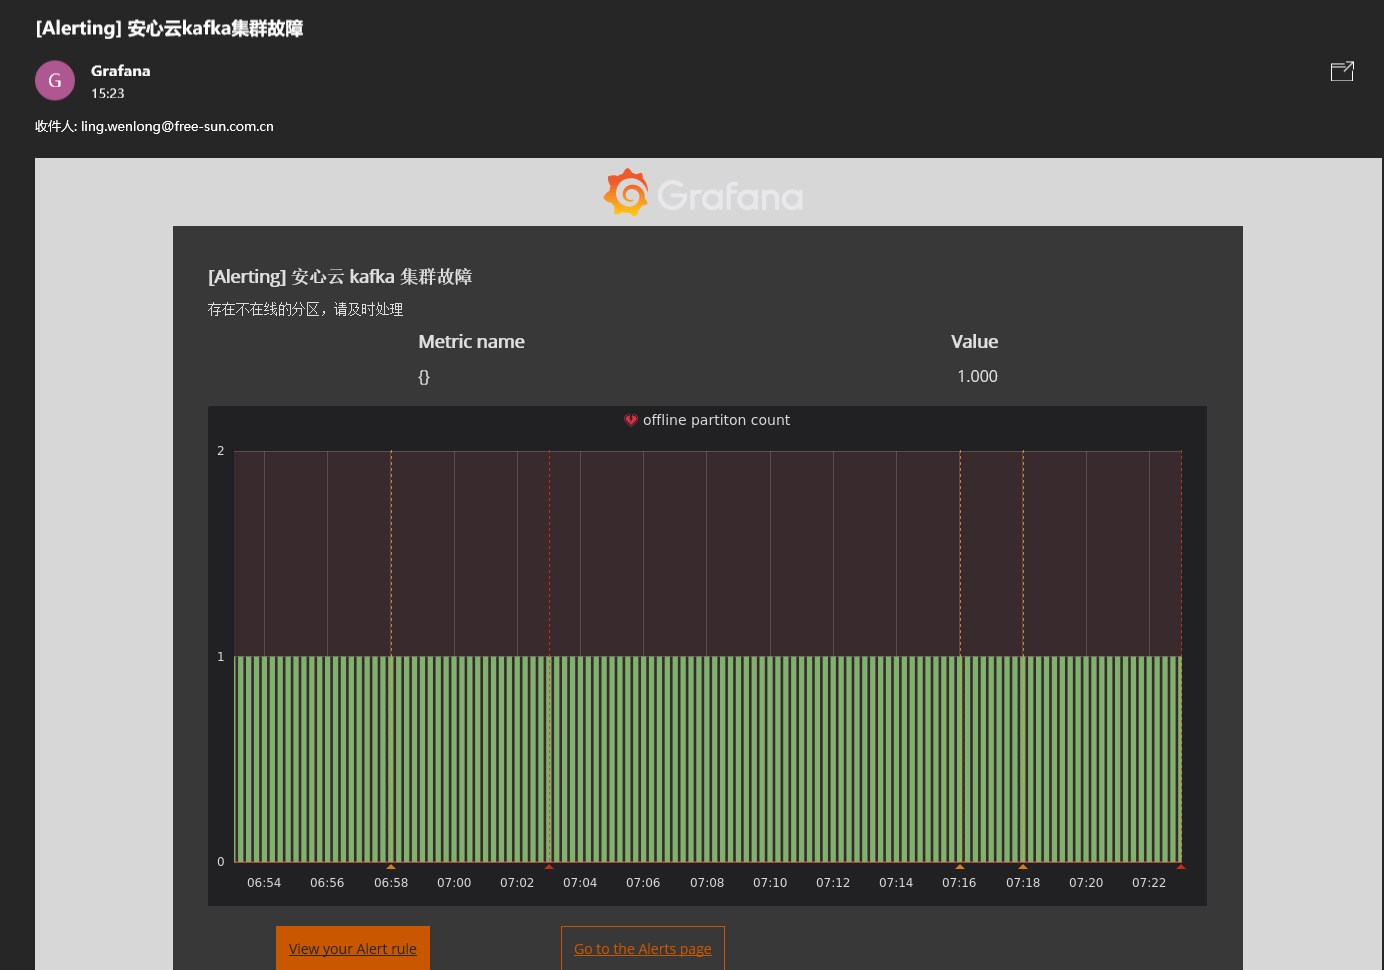 [Alerting] 安心云kafka集群故障
G
Grafana
15:23
收件人: ling.wenlong@free-sun.com.cn
Grafana
[Alerting] 安心云 kafka 集群故障
存在不在线的分区，请及时处理
Metric name Value
{} 1.000
offline partiton count
2
1
0
06:54 06:56 06:58 07:00 07:02 07:04 07:06 07:08 07:10 07:12 07:14 07:16 07:18 07:20 07:22
View your Alert rule Go to the Alerts page